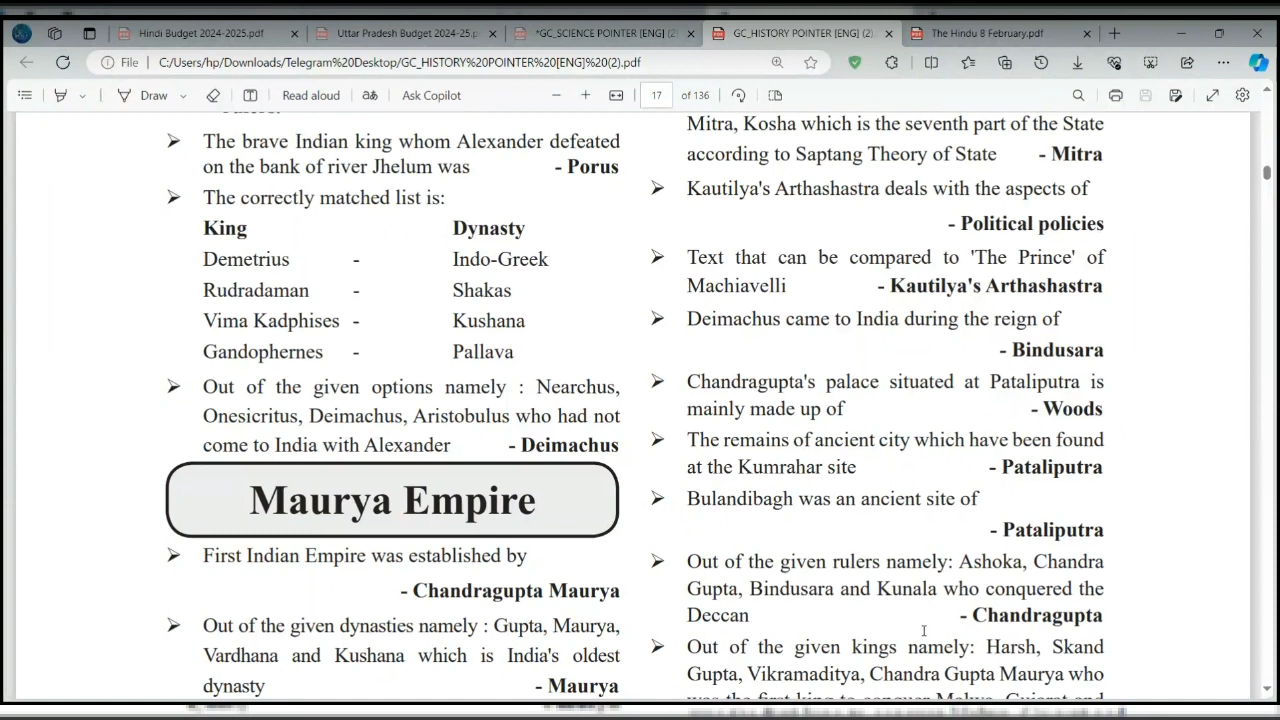 Hindi Budget 2024-2025.pdf
Uttar Pradesh Budget 2024-25.p
*GC_SCIENCE POINTER [ENG] (2)
GC_HISTORY POINTER [ENG] (2)
The Hindu 8 February.pdf
File
C:/Users/hp/Downloads/Telegram%20Desktop/GC_HISTORY%20POINTER%20[ENG]%20(2).pdf
Draw
Read aloud
Ask Copilot
17 of 136
➢ The brave Indian king whom Alexander defeated
on the bank of river Jhelum was - Porus
➢ The correctly matched list is:
King Dynasty
Demetrius - Indo-Greek
Rudradaman - Shakas
Vima Kadphises - Kushana
Gandophernes - Pallava
➢ Out of the given options namely : Nearchus,
Onesicritus, Deimachus, Aristobulus who had not
come to India with Alexander - Deimachus
Maurya Empire
➢ First Indian Empire was established by
- Chandragupta Maurya
➢ Out of the given dynasties namely : Gupta, Maurya,
Vardhana and Kushana which is India's oldest
dynasty - Maurya
Mitra, Kosha which is the seventh part of the State
according to Saptang Theory of State - Mitra
➢ Kautilya's Arthashastra deals with the aspects of
- Political policies
➢ Text that can be compared to 'The Prince' of
Machiavelli - Kautilya's Arthashastra
➢ Deimachus came to India during the reign of
- Bindusara
➢ Chandragupta's palace situated at Pataliputra is
mainly made up of - Woods
➢ The remains of ancient city which have been found
at the Kumrahar site - Pataliputra
➢ Bulandibagh was an ancient site of
- Pataliputra
➢ Out of the given rulers namely: Ashoka, Chandra
Gupta, Bindusara and Kunala who conquered the
Deccan - Chandragupta
➢ Out of the given kings namely: Harsh, Skand
Gupta, Vikramaditya, Chandra Gupta Maurya who
was the first king to conquer Malwa, Gujarat and